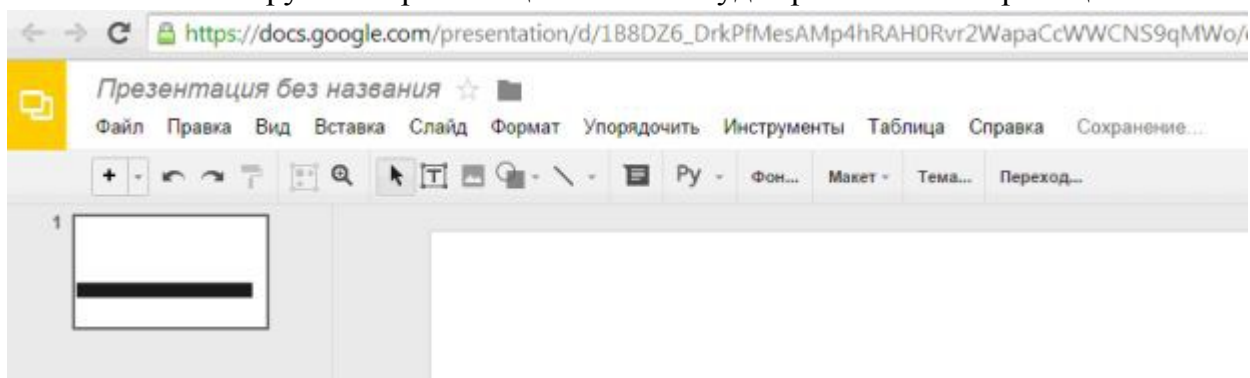 https://docs.google.com/presentation/d/1B8DZ6_DrkPfMesAMp4hRAH0Rvr2WapaCcWWCNS9qMWo/
Презентация без названия
Файл Правка Вид Вставка Слайд Формат Упорядочить Инструменты Таблица Справка Сохранение...
Ру Фон... Макет Тема... Переход...
1